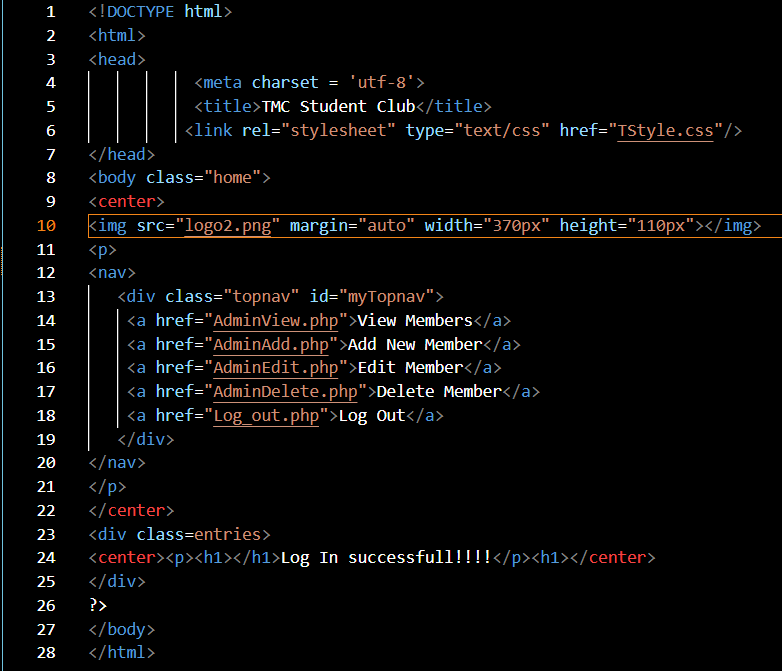 1 <!DOCTYPE html>
2 <html>
3 <head>
4 <meta charset = 'utf-8'>
5 <title>TMC Student Club</title>
6 <link rel="stylesheet" type="text/css" href="TStyle.css"/>
7 </head>
8 <body class="home">
9 <center>
10 <img src="logo2.png" margin="auto" width="370px" height="110px"></img>
11 <p>
12 <nav>
13 <div class="topnav" id="myTopnav">
14 <a href="AdminView.php">View Members</a>
15 <a href="AdminAdd.php">Add New Member</a>
16 <a href="AdminEdit.php">Edit Member</a>
17 <a href="AdminDelete.php">Delete Member</a>
18 <a href="Log_out.php">Log Out</a>
19 </div>
20 </nav>
21 </p>
22 </center>
23 <div class=entries>
24 <center><p><h1></h1>Log In successfull!!!!</p><h1></center>
25 </div>
26 ?>
27 </body>
28 </html>